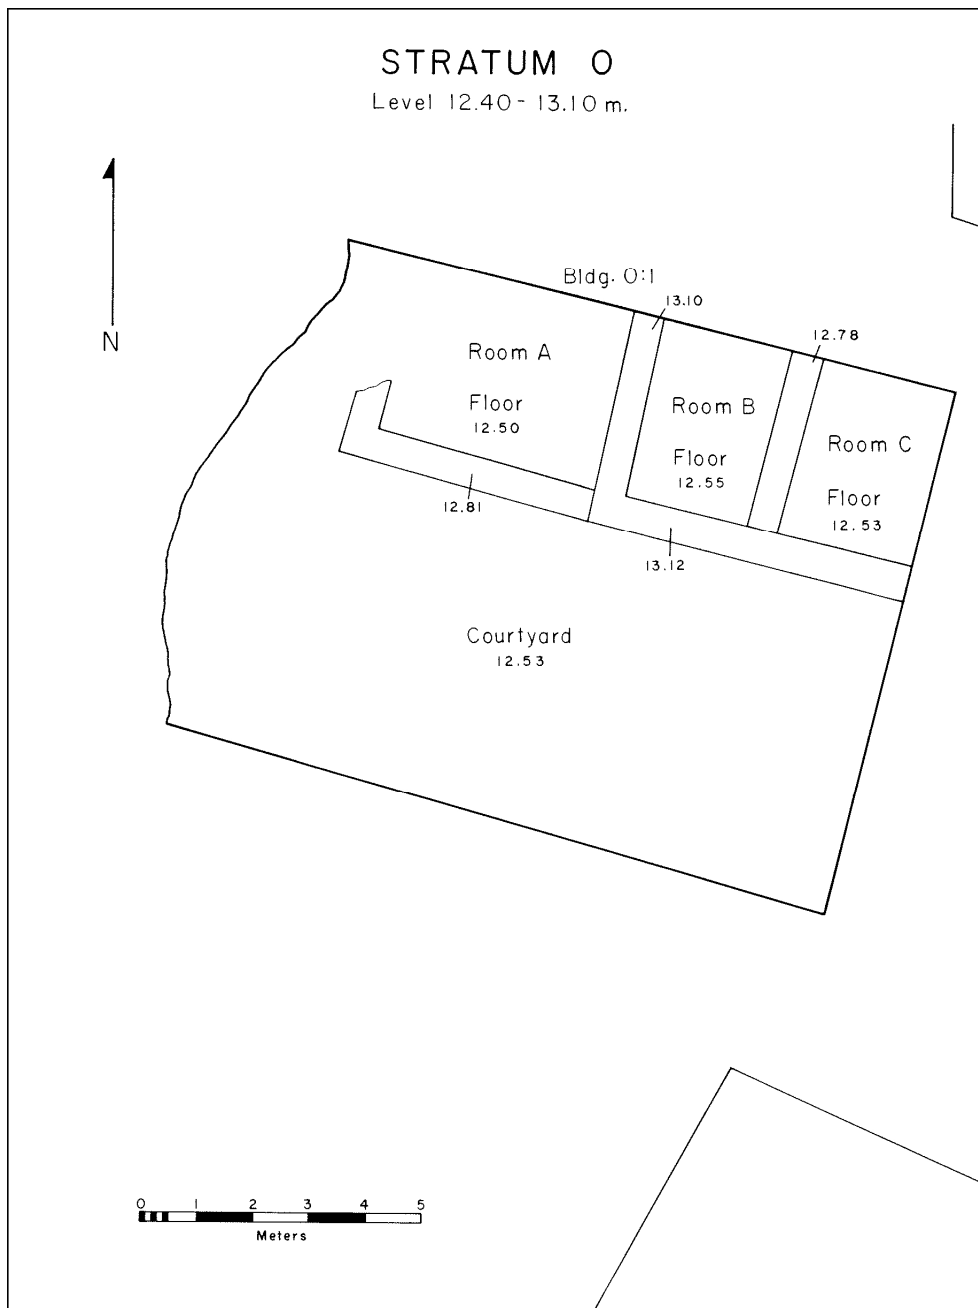 STRATUM O
Level 12.40 - 13.10 m.
N
Bldg. O:1
13.10
12.78
Room A
Floor
12.50
Room B
Floor
12.55
Room C
Floor
12.53
12.81
13.12
Courtyard
12.53
0 1 2 3 4 5
Meters